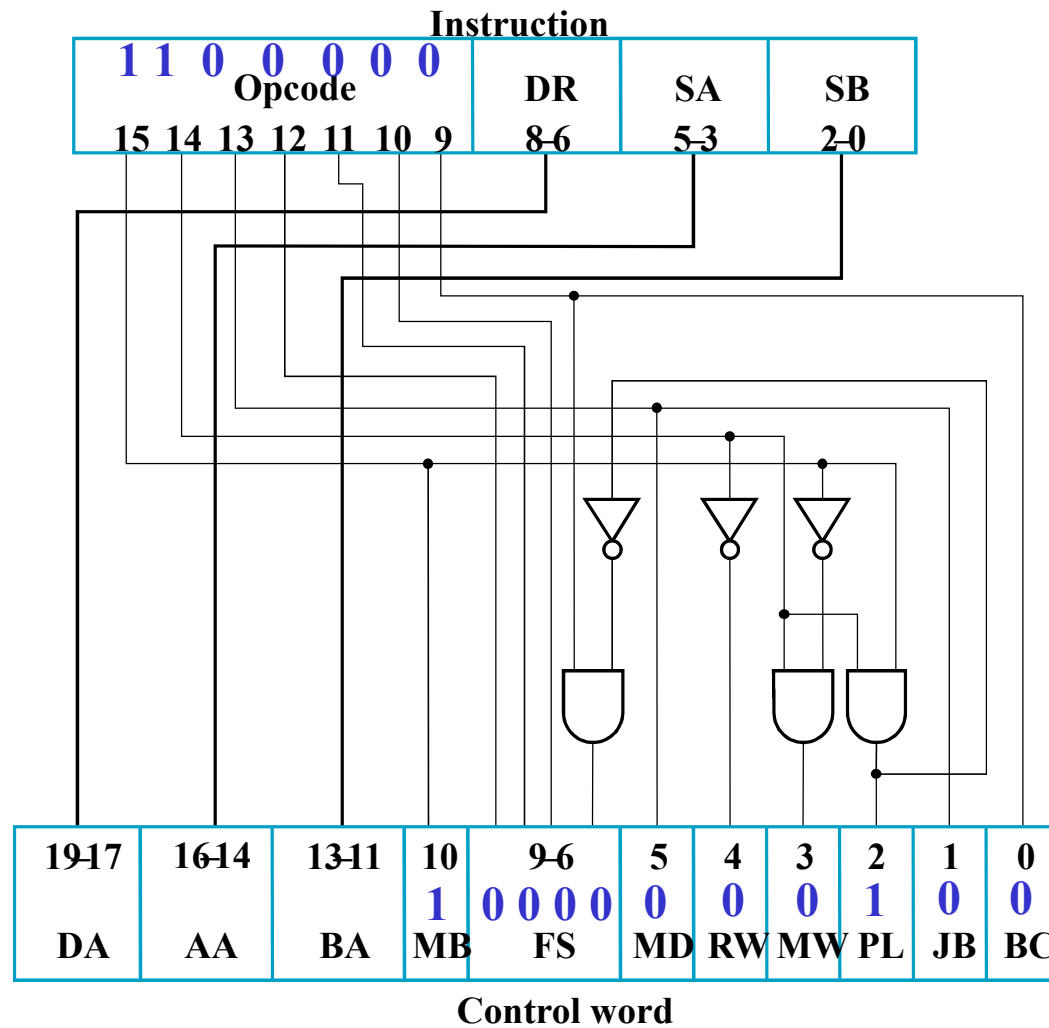 Instruction
1 1 0 0 0 0 0
Opcode DR SA SB
15 14 13 12 11 10 9 8-6 5-3 2-0
19-17 16-14 13-11 10 9-6 5 4 3 2 1 0
1 0 0 0 0 0 0 0 1 0 0
DA AA BA MB FS MD RW MW PL JB BC
Control word